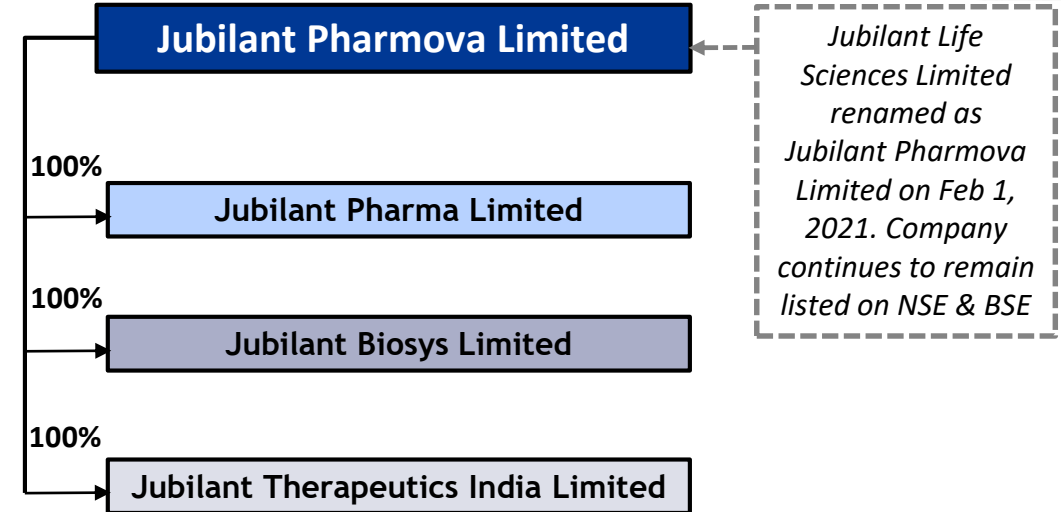 Jubilant Pharmova Limited
Jubilant Life
Sciences Limited
renamed as
Jubilant Pharmova
Limited on Feb 1,
2021. Company
continues to remain
listed on NSE & BSE
100%
Jubilant Pharma Limited
100%
Jubilant Biosys Limited
100%
Jubilant Therapeutics India Limited